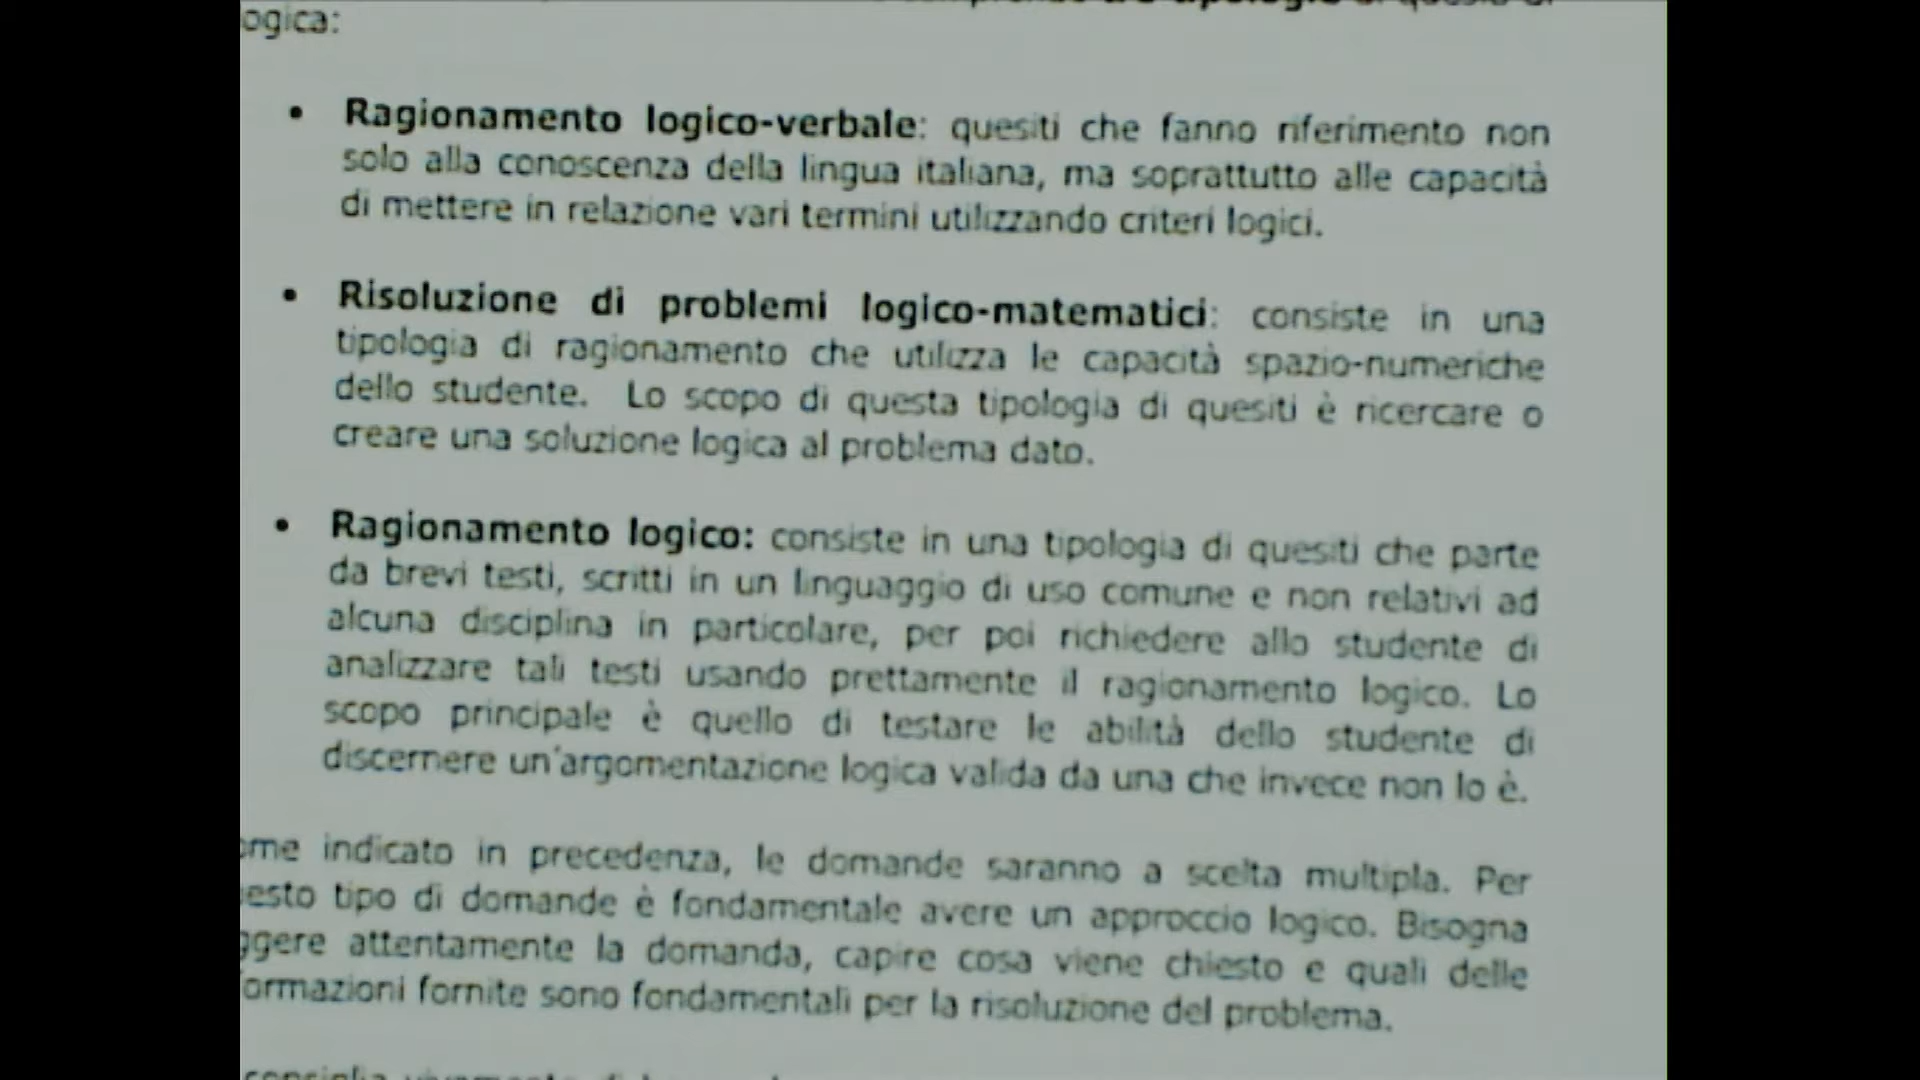 ogica:
• Ragionamento logico-verbale: quesiti che fanno riferimento non
solo alla conoscenza della lingua italiana, ma soprattutto alle capacità
di mettere in relazione vari termini utilizzando criteri logici.
• Risoluzione di problemi logico-matematici: consiste in una
tipologia di ragionamento che utilizza le capacità spazio-numeriche
dello studente. Lo scopo di questa tipologia di quesiti è ricercare o
creare una soluzione logica al problema dato.
• Ragionamento logico: consiste in una tipologia di quesiti che parte
da brevi testi, scritti in un linguaggio di uso comune e non relativi ad
alcuna disciplina in particolare, per poi richiedere allo studente di
analizzare tali testi usando prettamente il ragionamento logico. Lo
scopo principale è quello di testare le abilità dello studente di
discernere un'argomentazione logica valida da una che invece non lo è.
ome indicato in precedenza, le domande saranno a scelta multipla. Per
esto tipo di domande è fondamentale avere un approccio logico. Bisogna
ggere attentamente la domanda, capire cosa viene chiesto e quali delle
ormazioni fornite sono fondamentali per la risoluzione del problema.